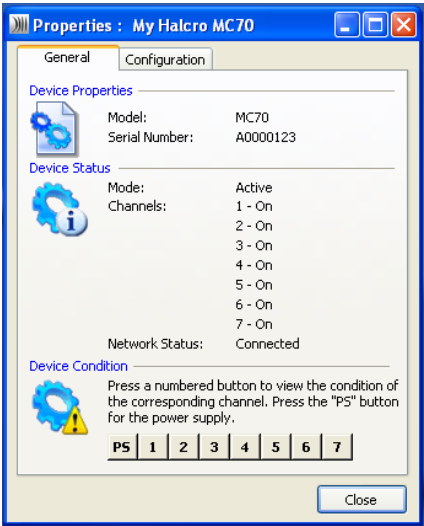 Properties : My Halcro MC70
General Configuration
Device Properties
Model: MC70
Serial Number: A0000123
Device Status
Mode: Active
Channels: 1 - On
2 - On
3 - On
4 - On
5 - On
6 - On
7 - On
Network Status: Connected
Device Condition
Press a numbered button to view the condition of
the corresponding channel. Press the "PS" button
for the power supply.
PS 1 2 3 4 5 6 7
Close